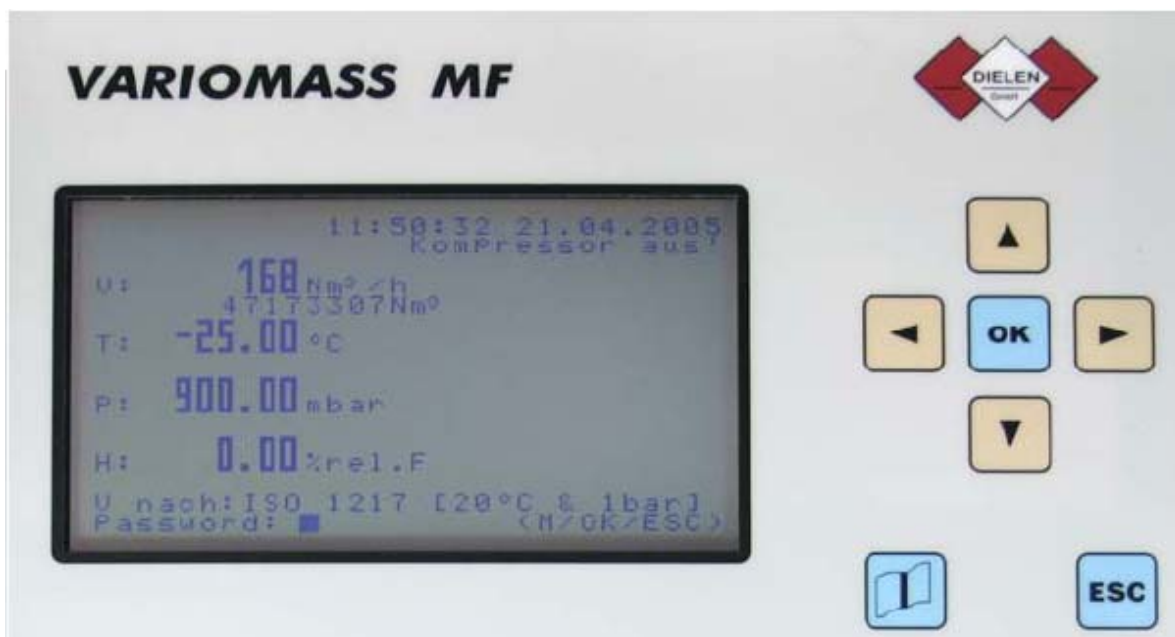 VARIOMASS MF
DIELEN
GmbH
11:50:32 21.04.2005
Kompressor aus!
V: 168 Nm³/h
47173307Nm³
T: -25.00 °C
P: 900.00 mbar
H: 0.00 %rel.F
V nach:ISO 1217 [20°C & 1bar]
Password: (M/OK/ESC)
OK
ESC